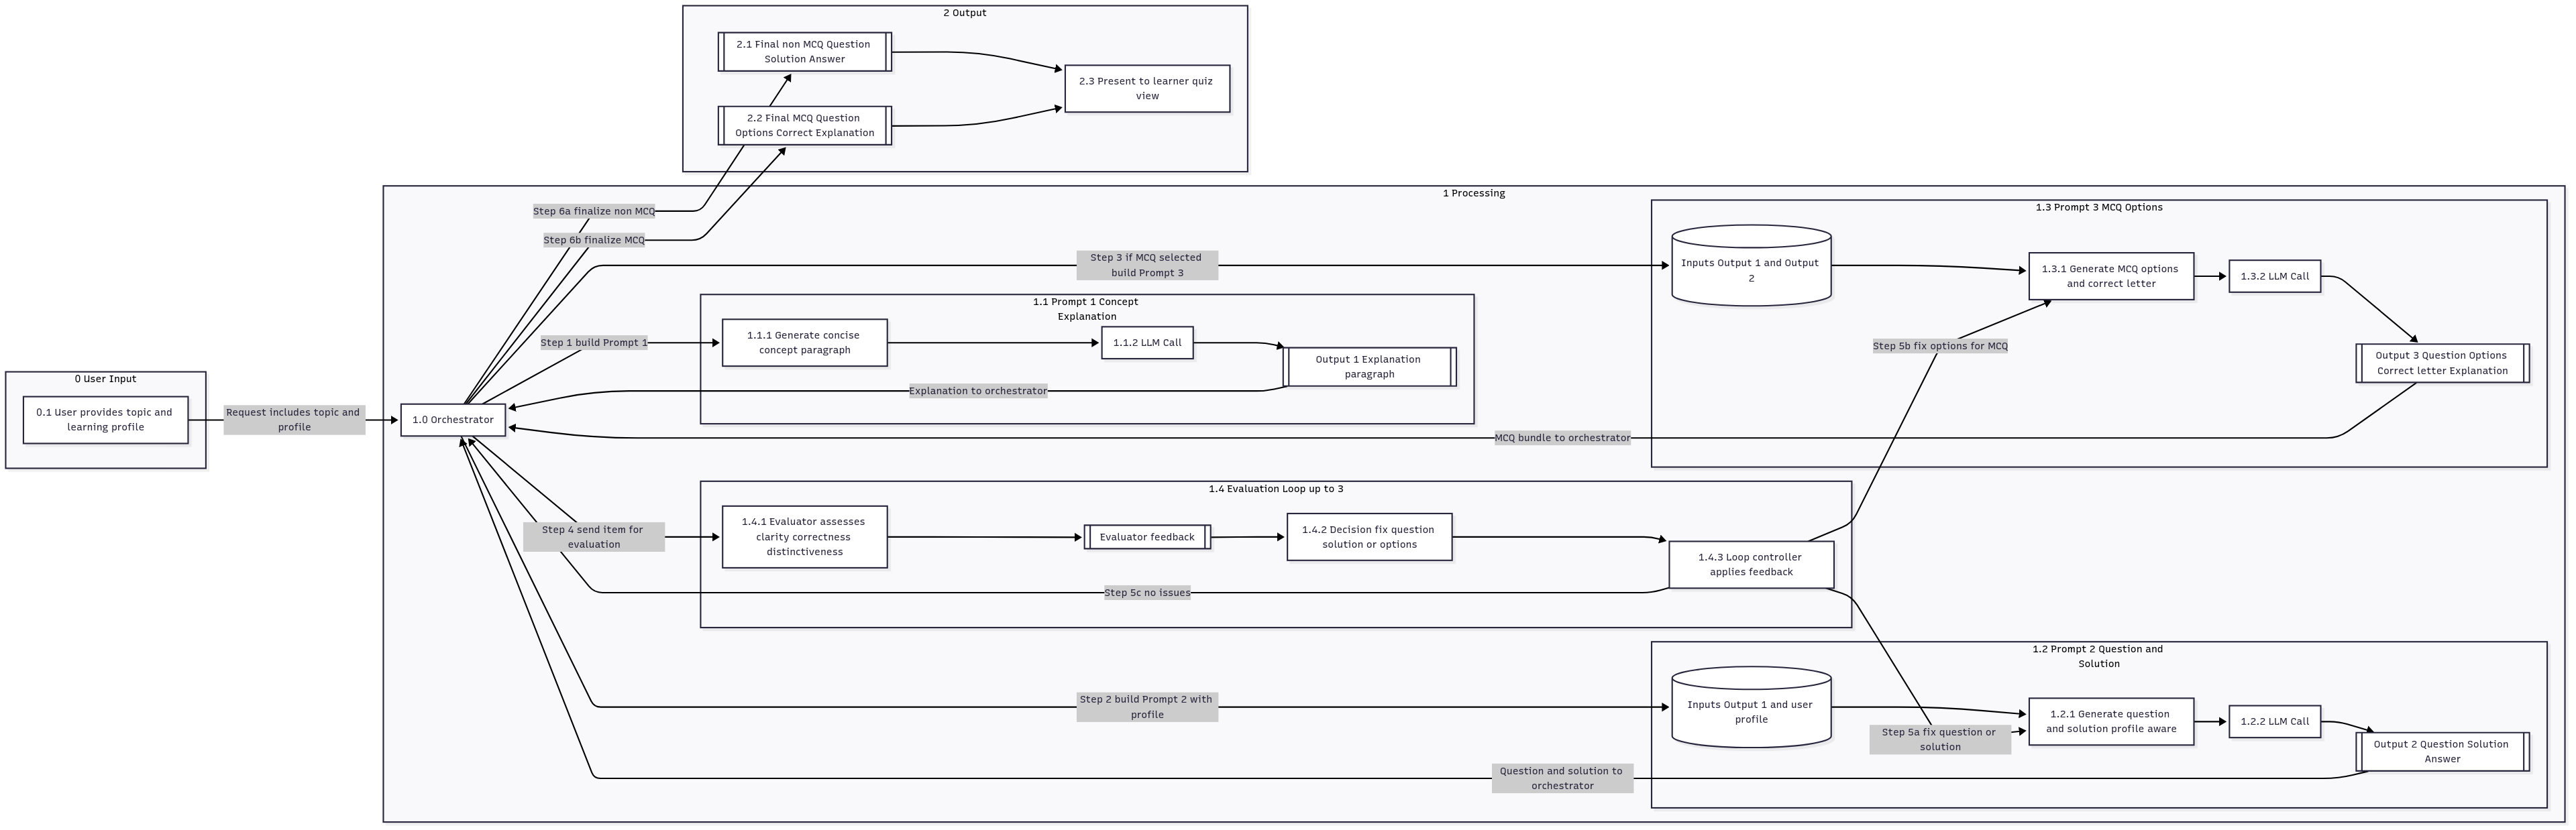 2 Output
2.1 Final non MCQ Question
Solution Answer
2.2 Final MCQ Question
Options Correct Explanation
2.3 Present to learner quiz
view
1 Processing
Step 6a finalize non MCQ
Step 6b finalize MCQ
Step 3 if MCQ selected
build Prompt 3
1.3 Prompt 3 MCQ Options
Inputs Output 1 and Output
2
1.3.1 Generate MCQ options
and correct letter
1.3.2 LLM Call
Output 3 Question Options
Correct letter Explanation
Step 5b fix options for MCQ
1.1 Prompt 1 Concept
Explanation
Step 1 build Prompt 1
1.1.1 Generate concise
concept paragraph
1.1.2 LLM Call
Output 1 Explanation
paragraph
Explanation to orchestrator
0 User Input
0.1 User provides topic and
learning profile
Request includes topic and
profile
1.0 Orchestrator
MCQ bundle to orchestrator
1.4 Evaluation Loop up to 3
Step 4 send item for
evaluation
1.4.1 Evaluator assesses
clarity correctness
distinctiveness
Evaluator feedback
1.4.2 Decision fix question
solution or options
1.4.3 Loop controller
applies feedback
Step 5c no issues
1.2 Prompt 2 Question and
Solution
Step 2 build Prompt 2 with
profile
Inputs Output 1 and user
profile
Step 5a fix question or
solution
1.2.1 Generate question
and solution profile aware
1.2.2 LLM Call
Output 2 Question Solution
Answer
Question and solution to
orchestrator